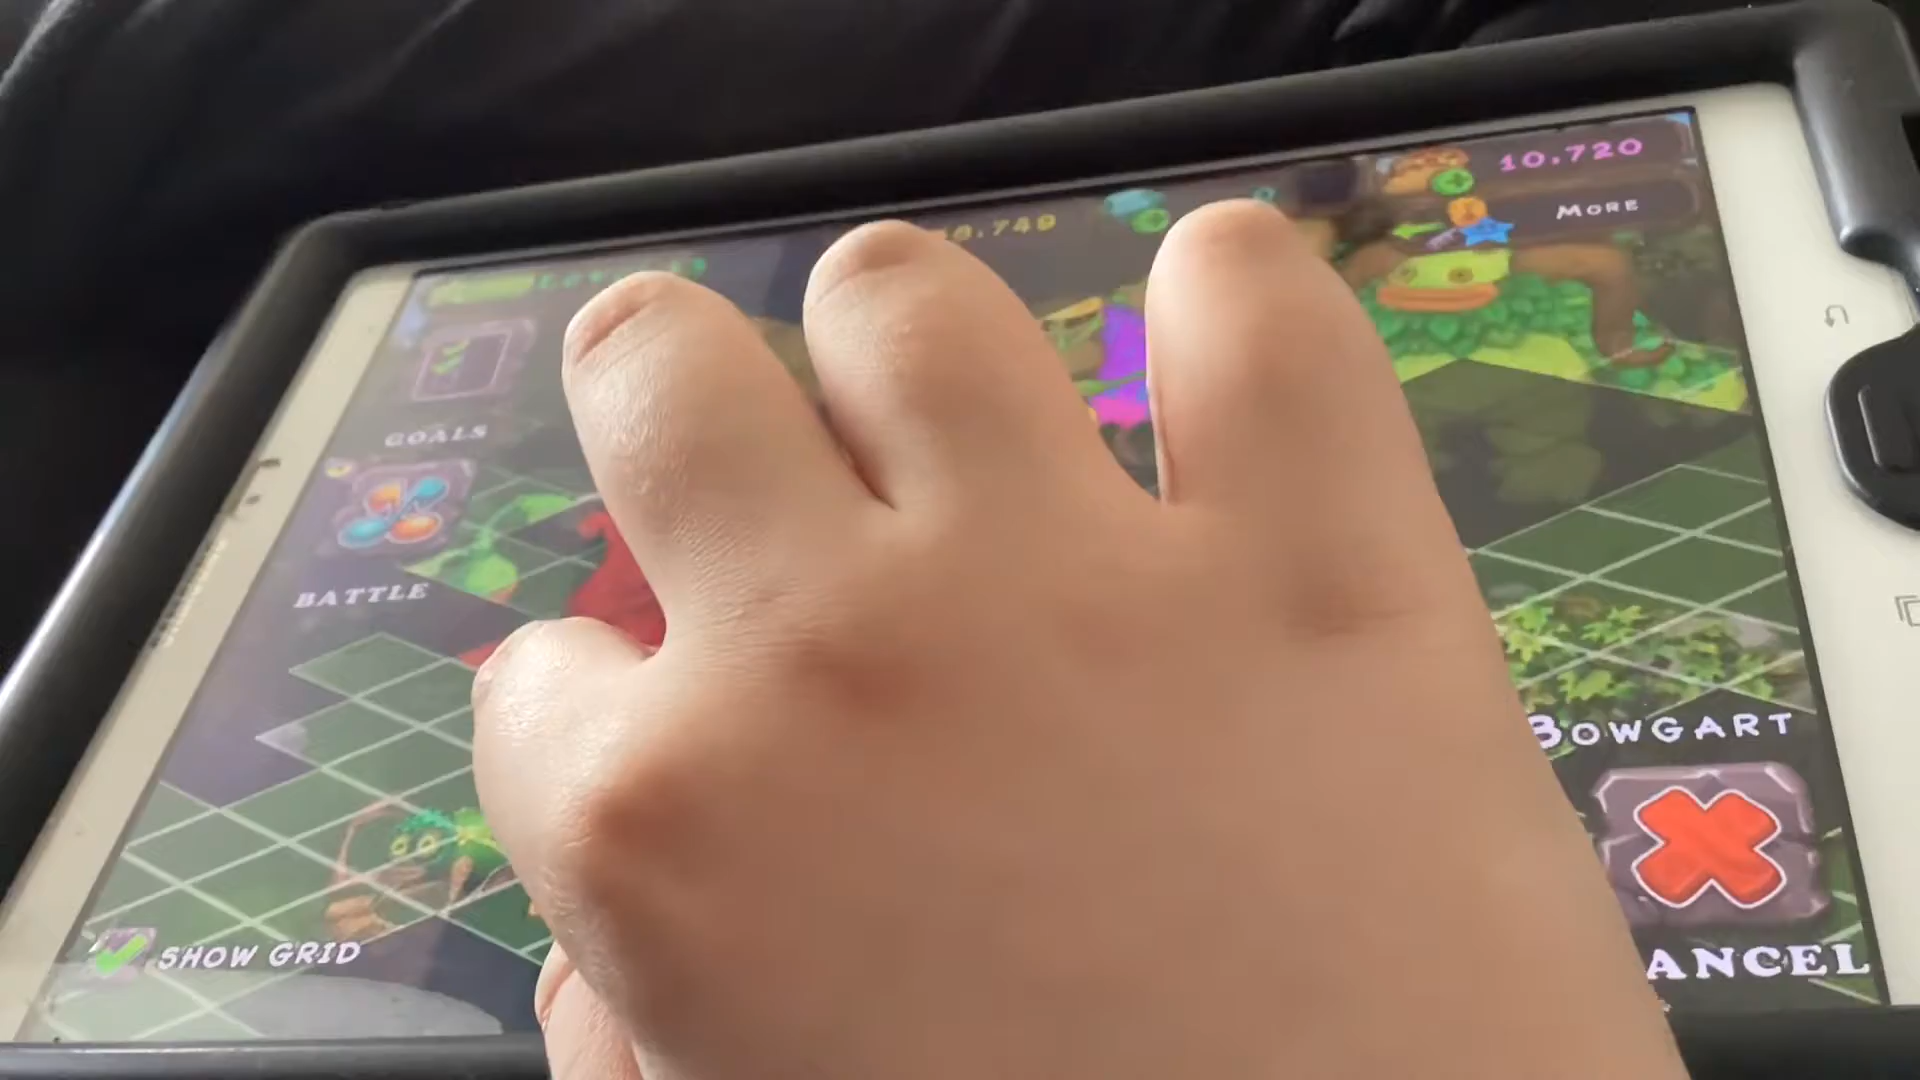 10,720
MORE
GOALS
BATTLE
BOWGART
SHOW GRID
ANCEL